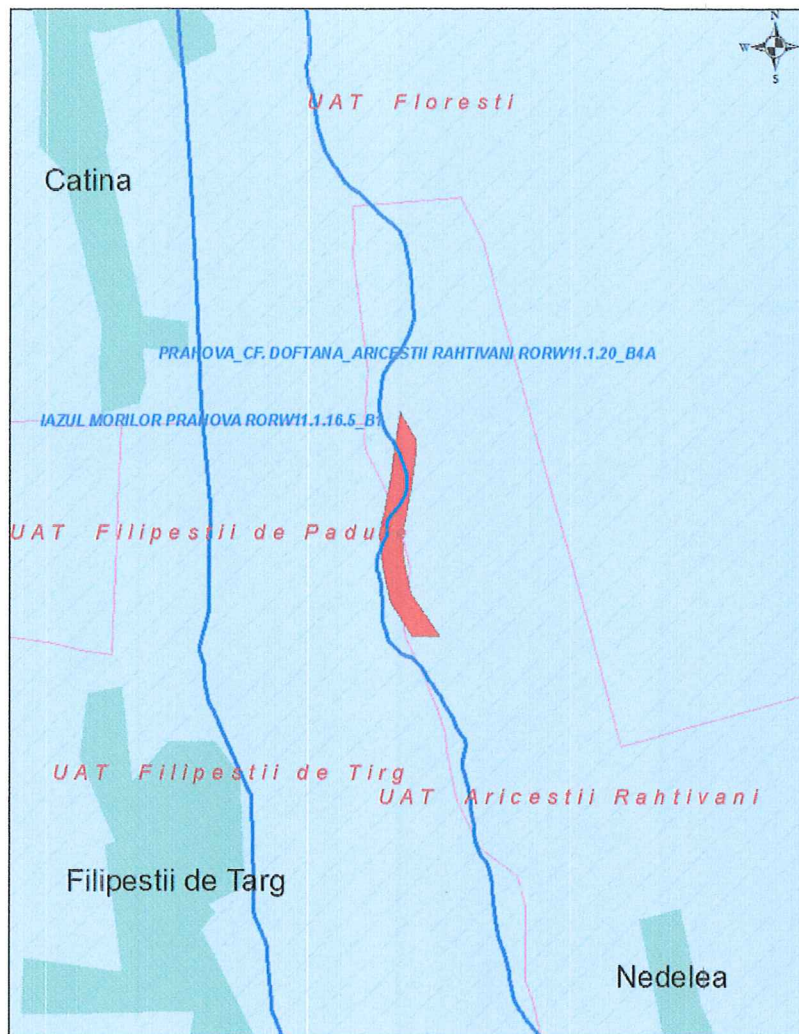 N
W E
S
UAT Floresti
Catina
PRAHOVA_CF. DOFTANA_ARICESTII RAHTIVANI RORW11.1.20_B4A
IAZUL MORILOR PRAHOVA RORW11.1.16.5_B1
UAT Filipestii de Padure
UAT Filipestii de Tirg
UAT Aricestii Rahtivani
Filipestii de Targ
Nedelea